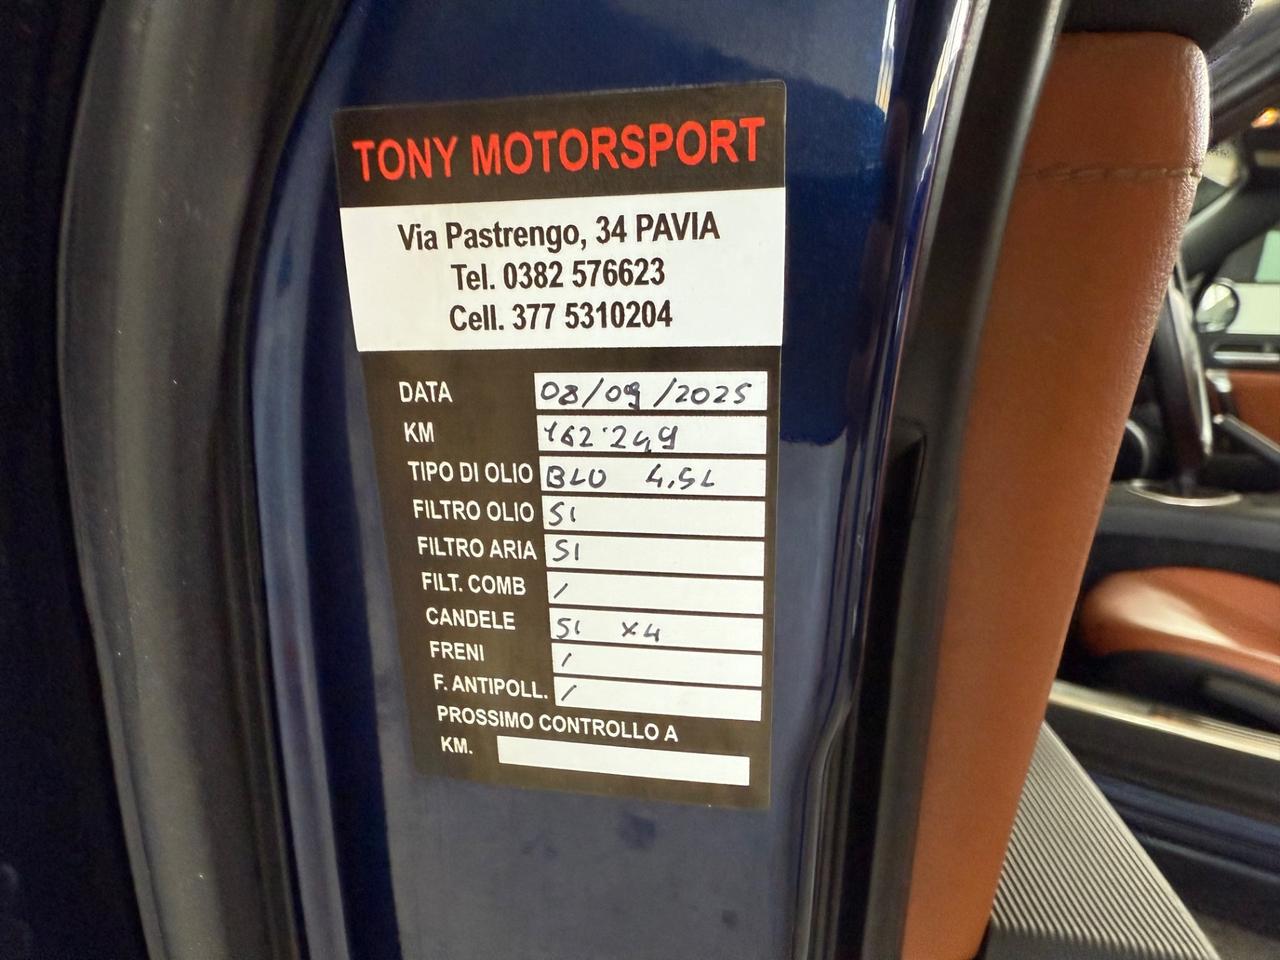 TONY MOTORSPORT
Via Pastrengo, 34 PAVIA
Tel. 0382 576623
Cell. 377 5310204
DATA 08/09/2025
KM 162'249
TIPO DI OLIO BLU 4,5L
FILTRO OLIO SI
FILTRO ARIA SI
FILT. COMB /
CANDELE SI X4
FRENI /
F. ANTIPOLL. /
PROSSIMO CONTROLLO A
KM.